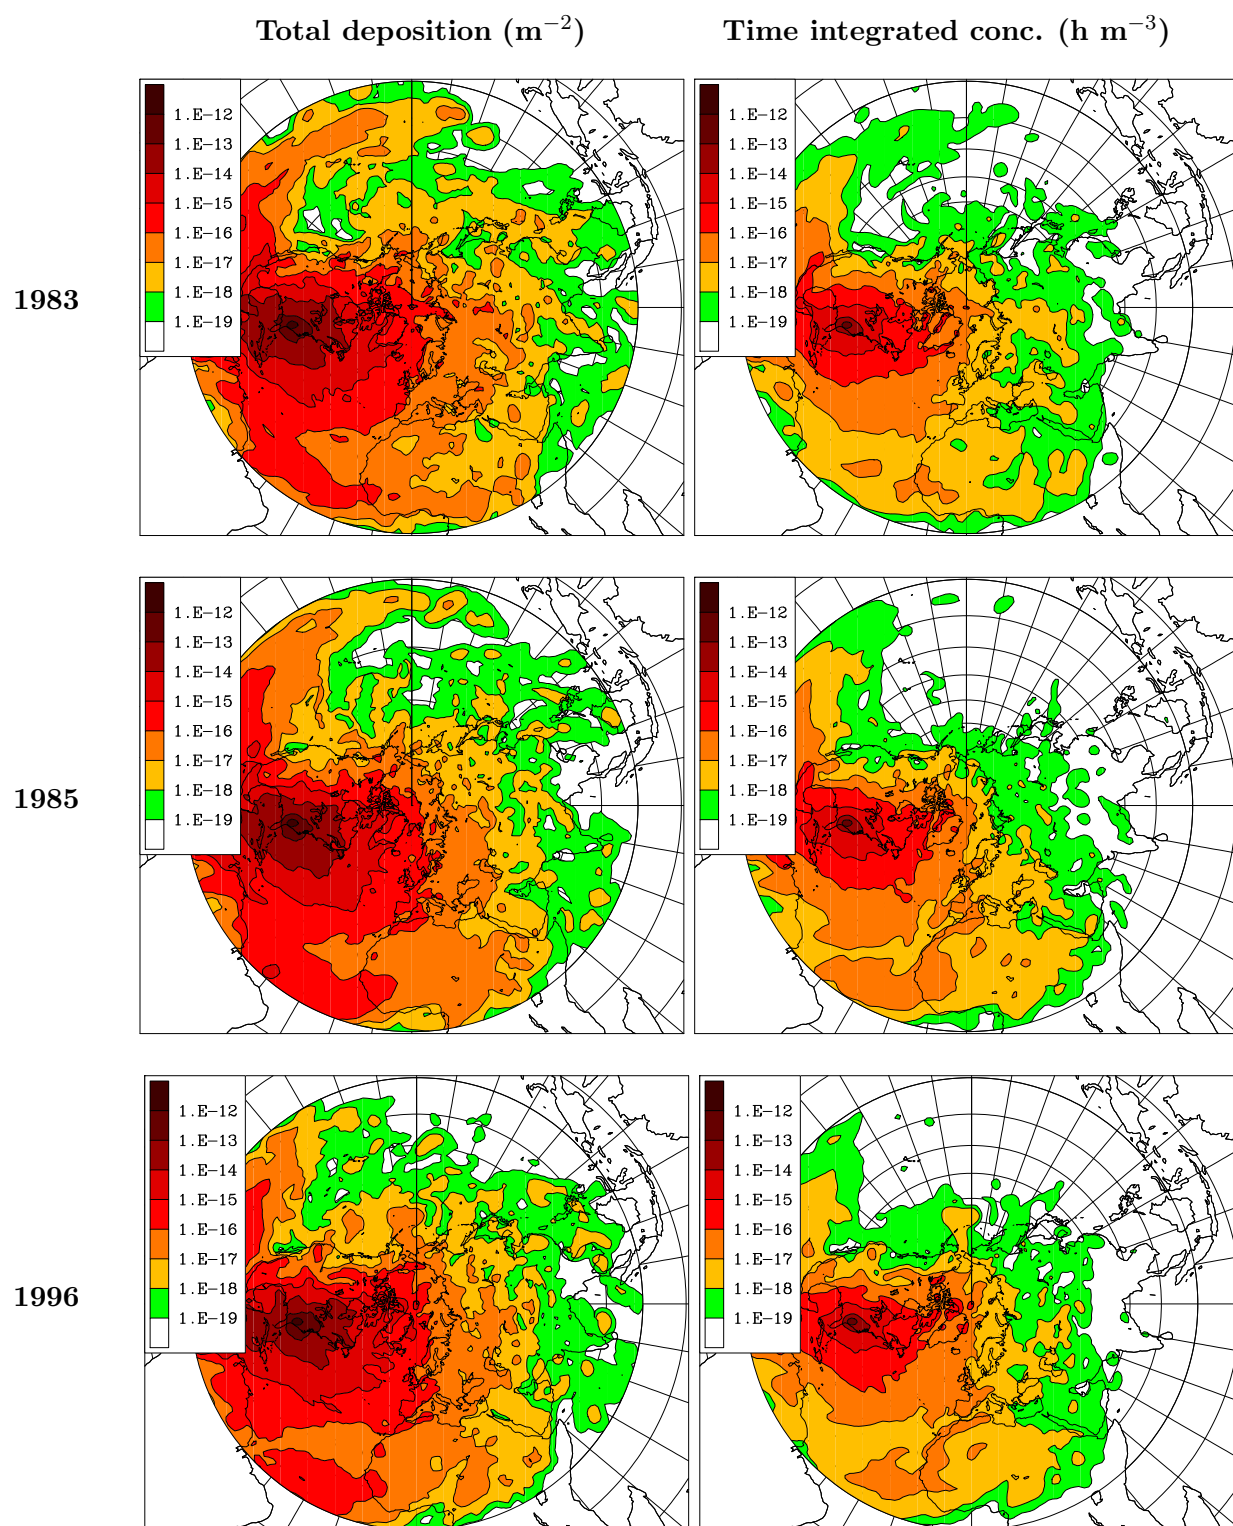 Total deposition (m⁻²) Time integrated conc. (h m⁻³)
1.E−12 1.E−12
1.E−13 1.E−13
1.E−14 1.E−14
1.E−15 1.E−15
1.E−16 1.E−16
1.E−17 1.E−17
1.E−18 1.E−18
1983
1.E−19 1.E−19
1.E−12 1.E−12
1.E−13 1.E−13
1.E−14 1.E−14
1.E−15 1.E−15
1.E−16 1.E−16
1.E−17 1.E−17
1.E−18 1.E−18
1985
1.E−19 1.E−19
1.E−12 1.E−12
1.E−13 1.E−13
1.E−14 1.E−14
1.E−15 1.E−15
1.E−16 1.E−16
1.E−17 1.E−17
1.E−18 1.E−18
1996
1.E−19 1.E−19